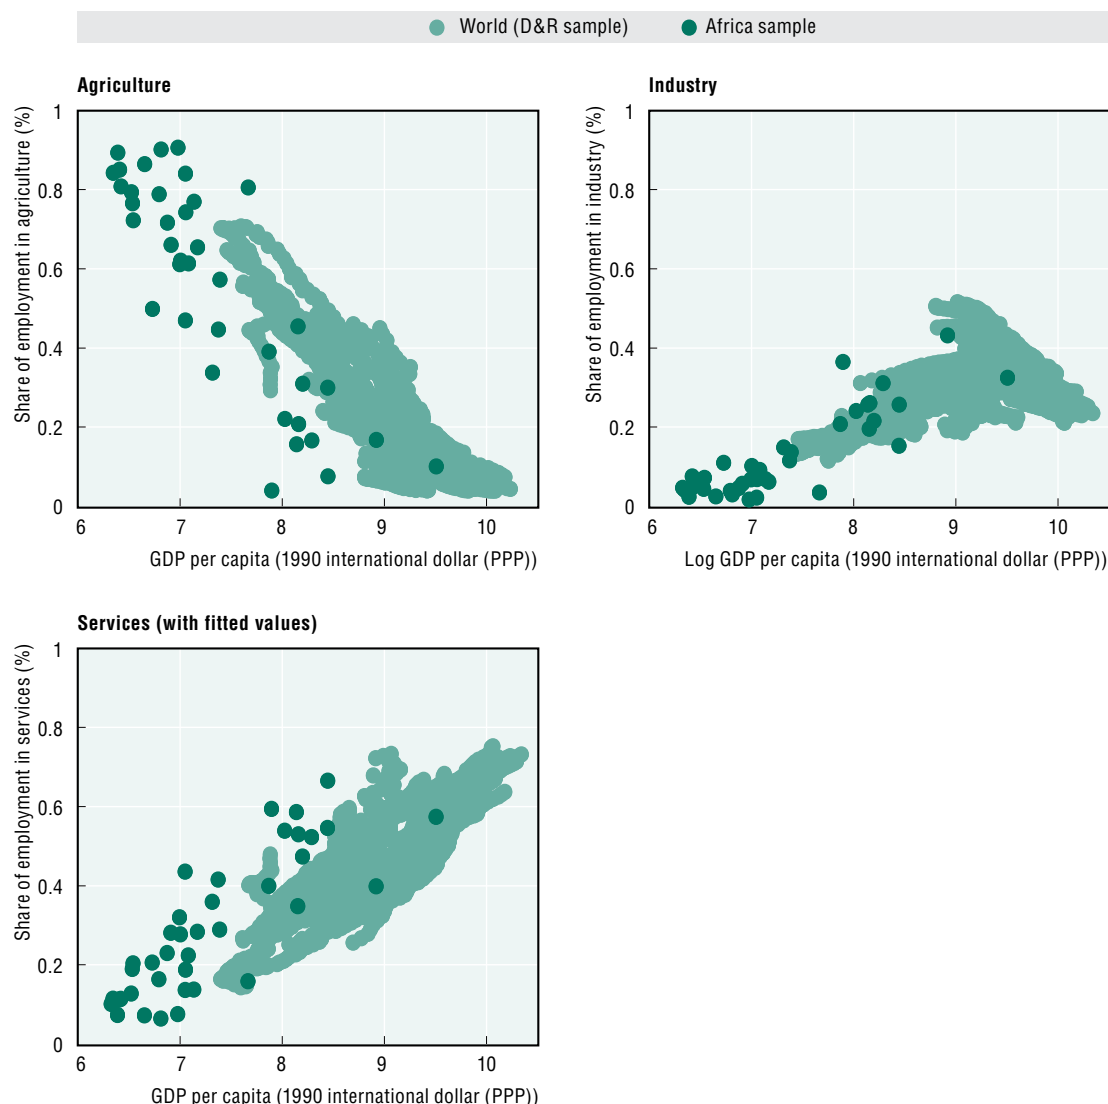 World (D&R sample) Africa sample
Agriculture
Share of employment in agriculture (%)
1
0.8
0.6
0.4
0.2
0
6 7 8 9 10
GDP per capita (1990 international dollar (PPP))
Industry
Share of employment in industry (%)
1
0.8
0.6
0.4
0.2
0
6 7 8 9 10
Log GDP per capita (1990 international dollar (PPP))
Services (with fitted values)
Share of employment in services (%)
1
0.8
0.6
0.4
0.2
0
6 7 8 9 10
GDP per capita (1990 international dollar (PPP))